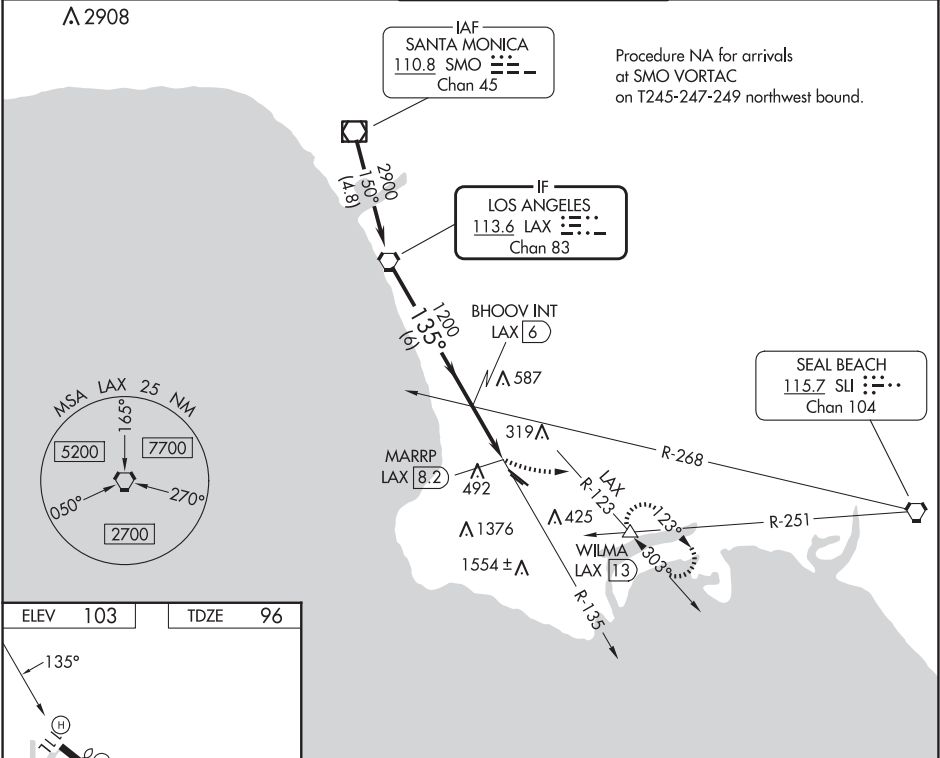 2908
IAF
SANTA MONICA
110.8 SMO
Chan 45
Procedure NA for arrivals
at SMO VORTAC
on T245-247-249 northwest bound.
2900
150°
(4.8)
IF
LOS ANGELES
113.6 LAX
Chan 83
1200
135°
(6)
BHOOV INT
LAX 6
587
SEAL BEACH
115.7 SLI
Chan 104
MSA LAX 25 NM
165°
5200
7700
050°
270°
2700
319
R-268
MARRP
LAX 8.2
492
LAX
R-123
1376
425
123°
R-251
1554 ±
WILMA
LAX 13
303°
R-135
ELEV 103
TDZE 96
135°
H
11L